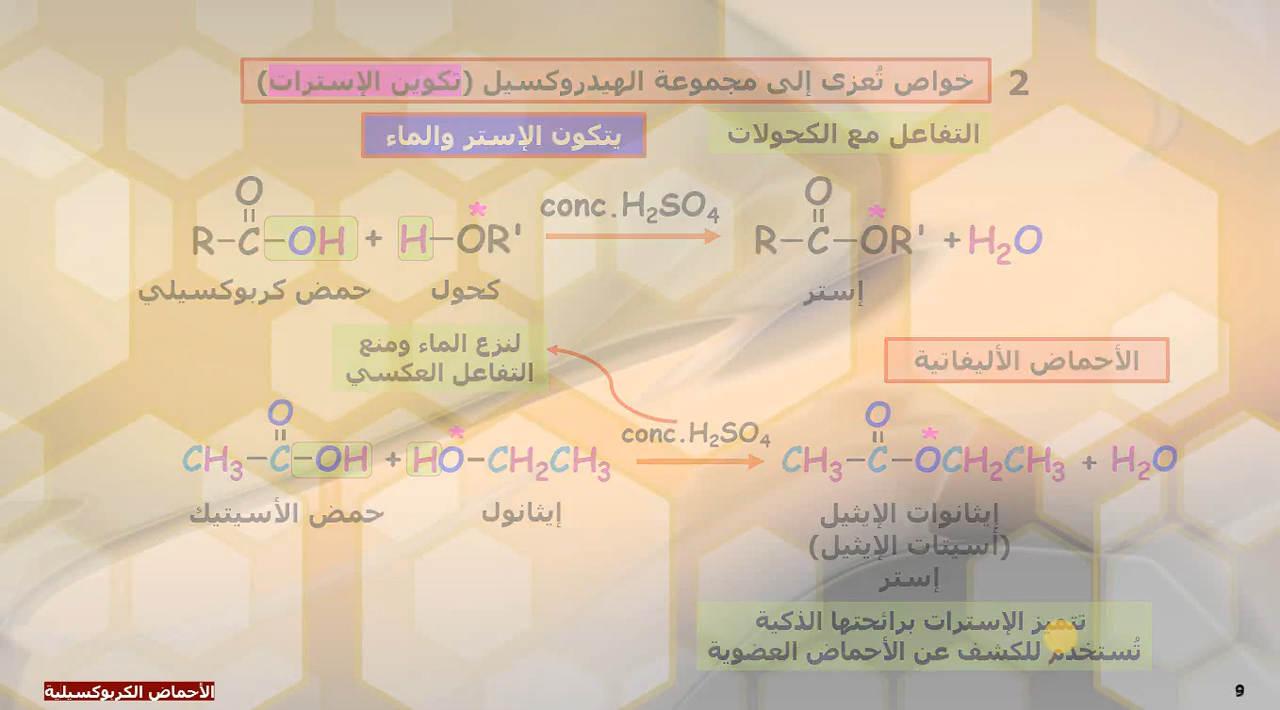 2 خواص تُعزى إلى مجموعة الهيدروكسيل (تكوين الإسترات)
التفاعل مع الكحولات
يتكون الإستر والماء
R–C(=O)–OH + H–O*R' conc.H₂SO₄ → R–C(=O)–O*R' + H₂O
حمض كربوكسيلي كحول إستر
لنزع الماء ومنع
التفاعل العكسي
الأحماض الأليفاتية
CH₃–C(=O)–OH + HO*–CH₂CH₃ conc.H₂SO₄ → CH₃–C(=O)–O*CH₂CH₃ + H₂O
حمض الأسيتيك إيثانول إيثانوات الإيثيل
(أسيتات الإيثيل)
إستر
تتميز الإسترات برائحتها الذكية
تُستخدم للكشف عن الأحماض العضوية
الأحماض الكربوكسيلية
9